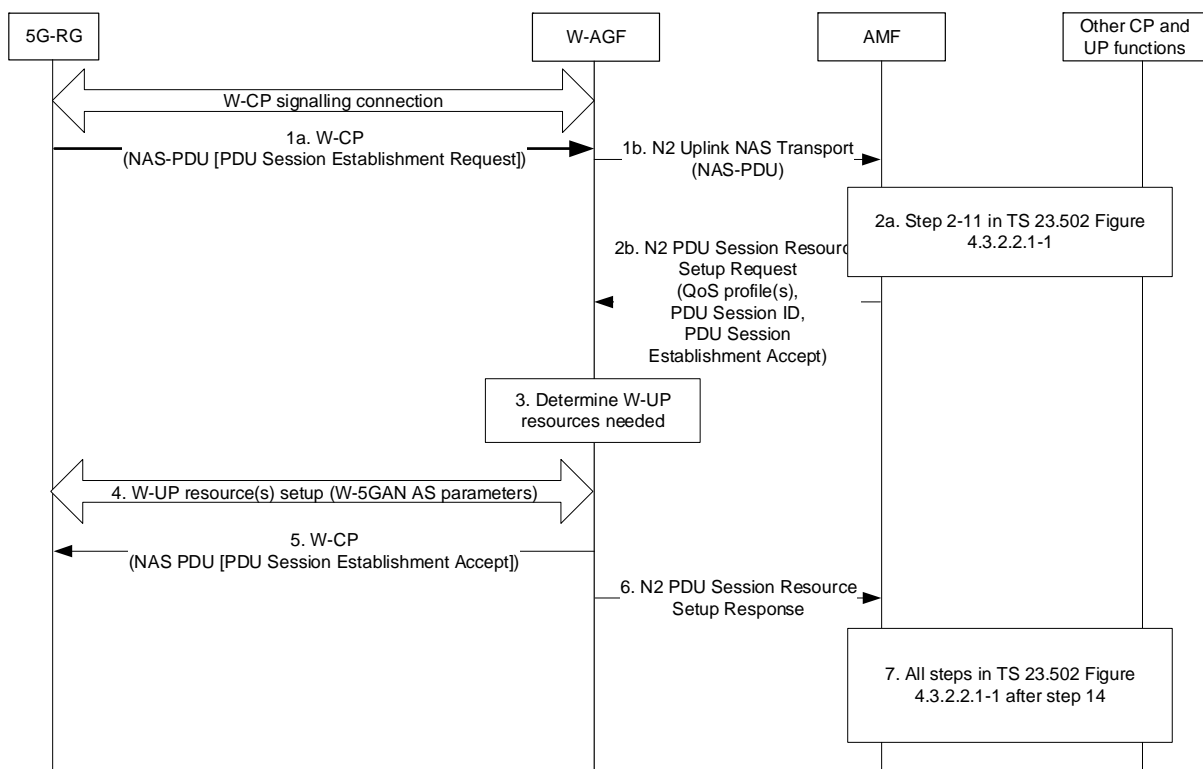 5G-RG
W-AGF
AMF
Other CP and
UP functions
W-CP signalling connection
1a. W-CP
(NAS-PDU [PDU Session Establishment Request])
1b. N2 Uplink NAS Transport
(NAS-PDU)
2a. Step 2-11 in TS 23.502 Figure
4.3.2.2.1-1
2b. N2 PDU Session Resourc
Setup Request
(QoS profile(s),
PDU Session ID,
PDU Session
Establishment Accept)
3. Determine W-UP
resources needed
4. W-UP resource(s) setup (W-5GAN AS parameters)
5. W-CP
(NAS PDU [PDU Session Establishment Accept])
6. N2 PDU Session Resource
Setup Response
7. All steps in TS 23.502 Figure
4.3.2.2.1-1 after step 14